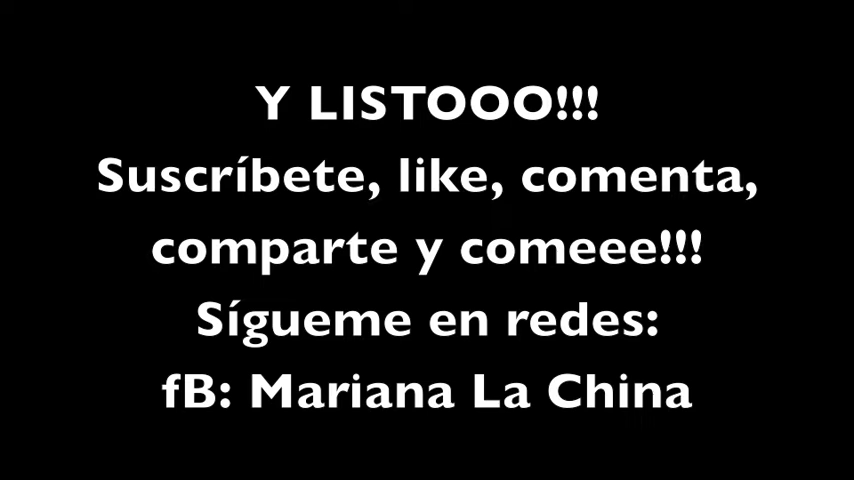 Y LISTOOO!!!
Suscríbete, like, comenta,
comparte y comeee!!!
Sígueme en redes:
fB: Mariana La China